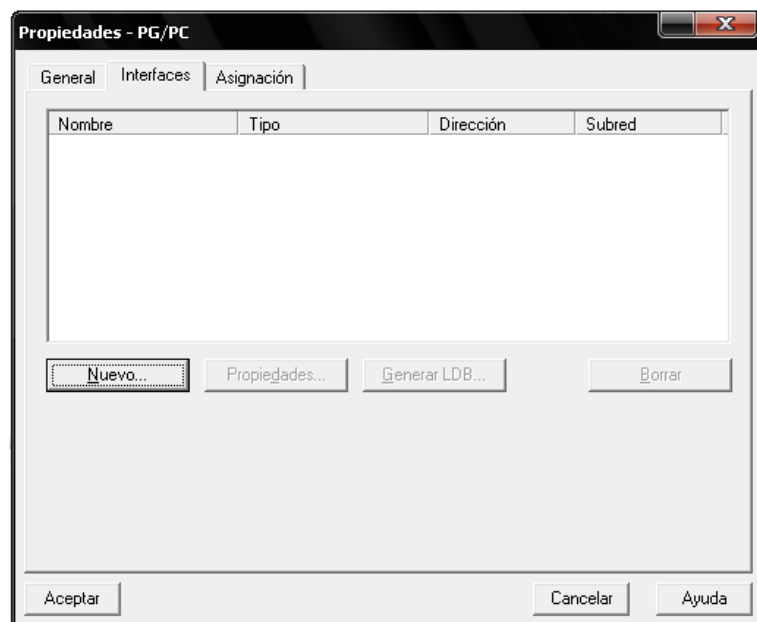 Propiedades - PG/PC
General Interfaces Asignación
Nombre Tipo Dirección Subred
Nuevo... Propiedades... Generar LDB... Borrar
Aceptar Cancelar Ayuda